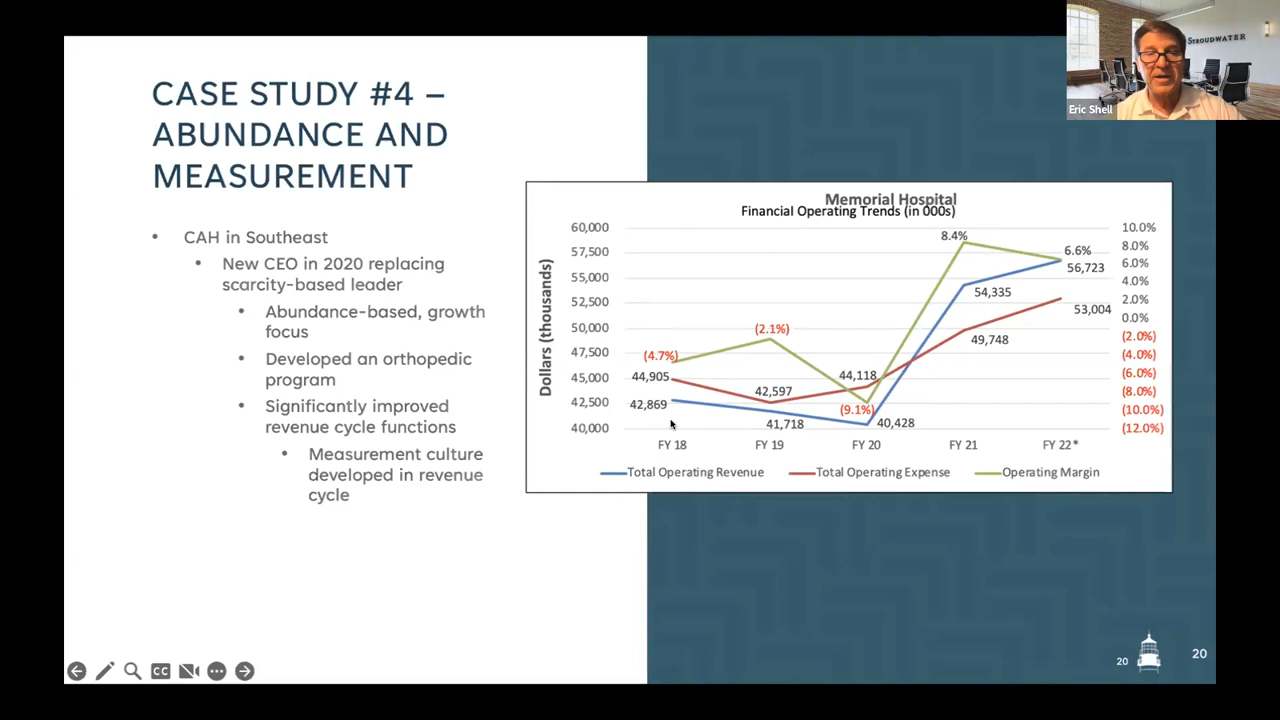 STROUDWATER
Eric Shell
CASE STUDY #4 –
ABUNDANCE AND
MEASUREMENT
• CAH in Southeast
• New CEO in 2020 replacing
scarcity-based leader
• Abundance-based, growth
focus
• Developed an orthopedic
program
• Significantly improved
revenue cycle functions
• Measurement culture
developed in revenue
cycle
Memorial Hospital
Financial Operating Trends (in 000s)
Dollars (thousands)
60,000
57,500
55,000
52,500
50,000
47,500
45,000
42,500
40,000
10.0%
8.0%
6.0%
4.0%
2.0%
0.0%
(2.0%)
(4.0%)
(6.0%)
(8.0%)
(10.0%)
(12.0%)
8.4%
6.6%
56,723
54,335
53,004
49,748
(2.1%)
(4.7%)
44,905
42,869
42,597
41,718
44,118
(9.1%)
40,428
FY 18 FY 19 FY 20 FY 21 FY 22*
Total Operating Revenue Total Operating Expense Operating Margin
CC
20
20